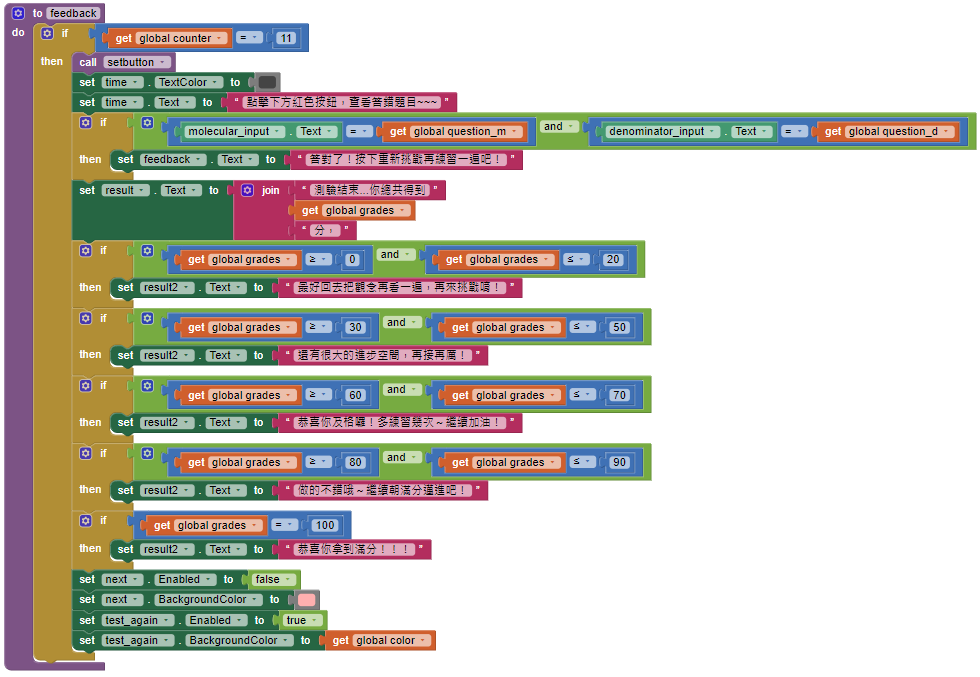 to feedback
do if get global counter = 11
then call setbutton
set time . TextColor to
set time . Text to “ 點擊下方紅色按鈕，查看答錯題目~~~ ”
if molecular_input . Text = get global question_m and denominator_input . Text = get global question_d
then set feedback . Text to “ 答對了！按下重新挑戰再練習一遍吧！ ”
set result . Text to join “ 測驗結束...你總共得到 ”
get global grades
“ 分， ”
if get global grades ≥ 0 and get global grades ≤ 20
then set result2 . Text to “ 最好回去把觀念再看一遍，再來挑戰唷！ ”
if get global grades ≥ 30 and get global grades ≤ 50
then set result2 . Text to “ 還有很大的進步空間，再接再厲！ ”
if get global grades ≥ 60 and get global grades ≤ 70
then set result2 . Text to “ 恭喜你及格囉！多練習幾次～繼續加油！ ”
if get global grades ≥ 80 and get global grades ≤ 90
then set result2 . Text to “ 做的不錯哦～繼續朝滿分邁進吧！ ”
if get global grades = 100
then set result2 . Text to “ 恭喜你拿到滿分！！！ ”
set next . Enabled to false
set next . BackgroundColor to
set test_again . Enabled to true
set test_again . BackgroundColor to get global color